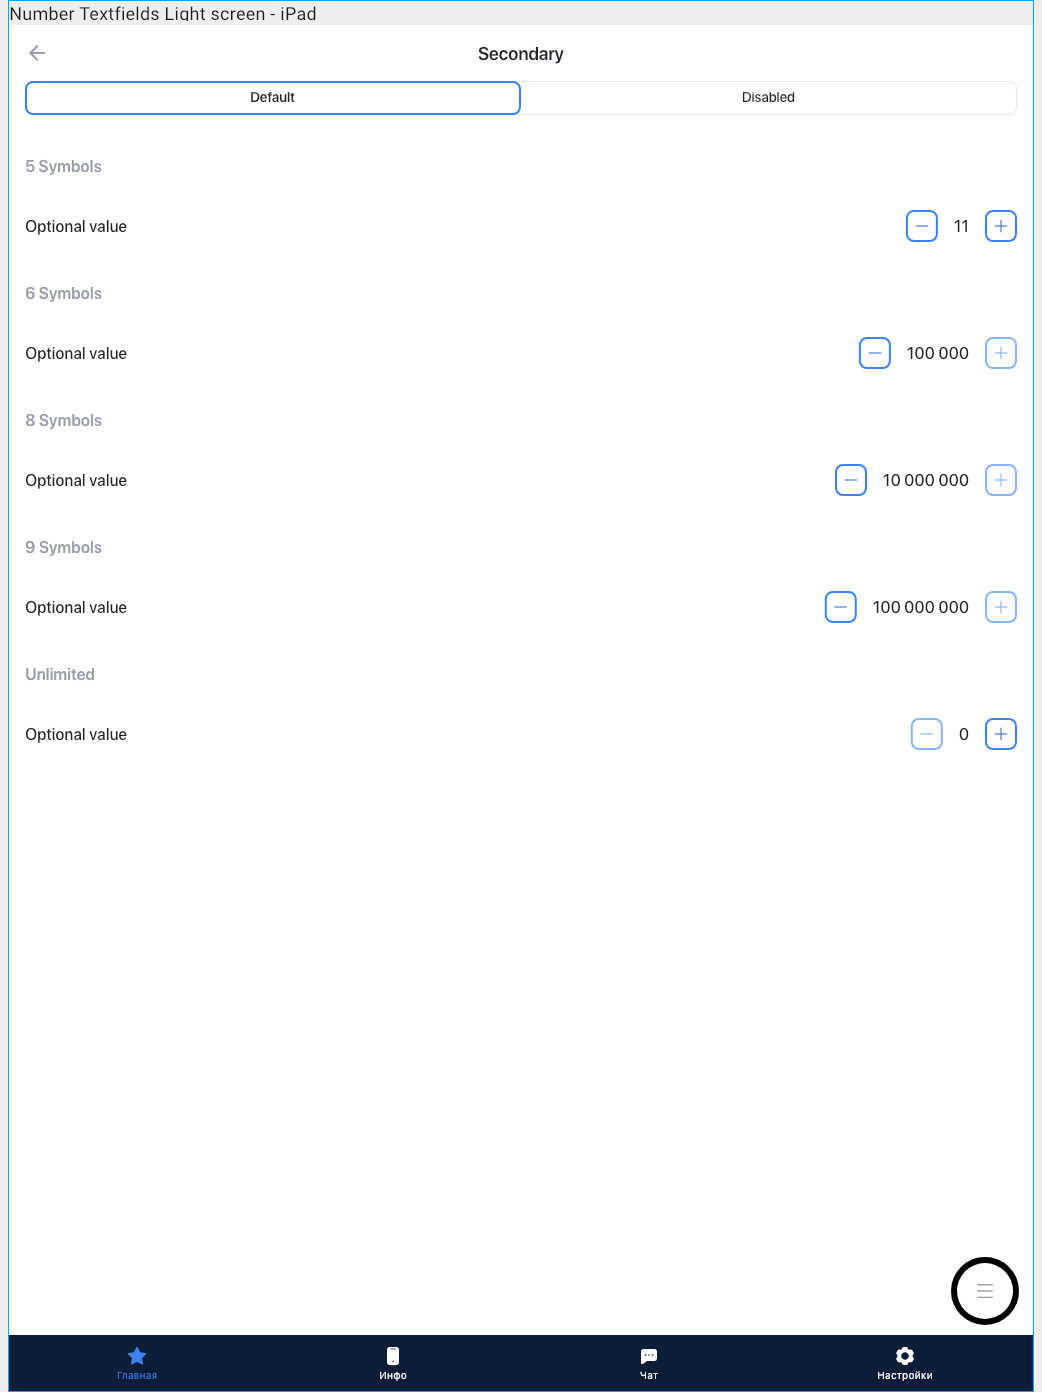 Number Textfields Light screen - iPad
Secondary
Default Disabled
5 Symbols
Optional value 11
6 Symbols
Optional value 100 000
8 Symbols
Optional value 10 000 000
9 Symbols
Optional value 100 000 000
Unlimited
Optional value 0
Главная Инфо Чат Настройки